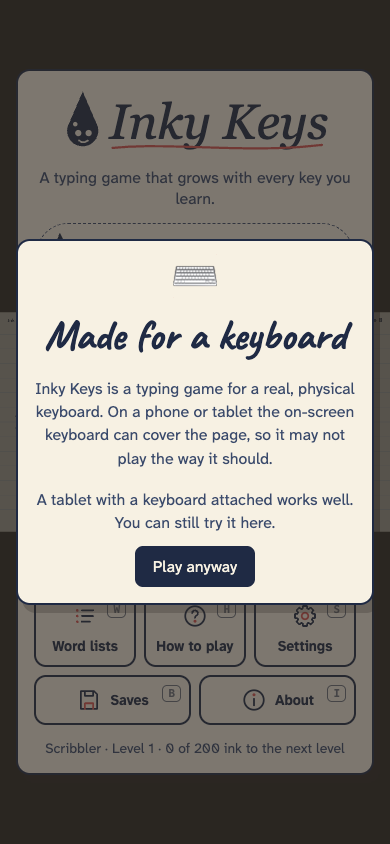 Inky Keys
A typing game that grows with every key you
learn.
Made for a keyboard
Inky Keys is a typing game for a real, physical
keyboard. On a phone or tablet the on-screen
keyboard can cover the page, so it may not
play the way it should.
A tablet with a keyboard attached works well.
You can still try it here.
Play anyway
W H S
Word lists How to play Settings
Saves B About I
Scribbler · Level 1 · 0 of 200 ink to the next level